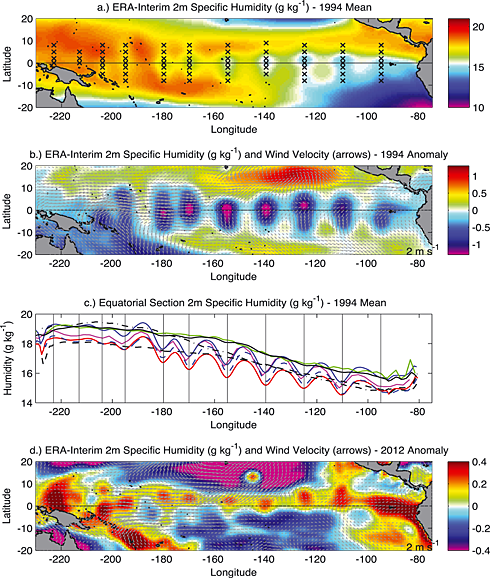 a.) ERA-Interim 2m Specific Humidity (g kg⁻¹) - 1994 Mean
Latitude
20
10
0
-10
-20
-220 -200 -180 -160 -140 -120 -100 -80
Longitude
20
15
10
b.) ERA-Interim 2m Specific Humidity (g kg⁻¹) and Wind Velocity (arrows) - 1994 Anomaly
Latitude
20
10
0
-10
-20
2 m s⁻¹
-220 -200 -180 -160 -140 -120 -100 -80
Longitude
1
0.5
0
-0.5
-1
c.) Equatorial Section 2m Specific Humidity (g kg⁻¹) - 1994 Mean
Humidity (g kg⁻¹)
20
18
16
14
-220 -200 -180 -160 -140 -120 -100 -80
Longitude
d.) ERA-Interim 2m Specific Humidity (g kg⁻¹) and Wind Velocity (arrows) - 2012 Anomaly
Latitude
20
10
0
-10
-20
2 m s⁻¹
-220 -200 -180 -160 -140 -120 -100 -80
Longitude
0.4
0.2
0
-0.2
-0.4